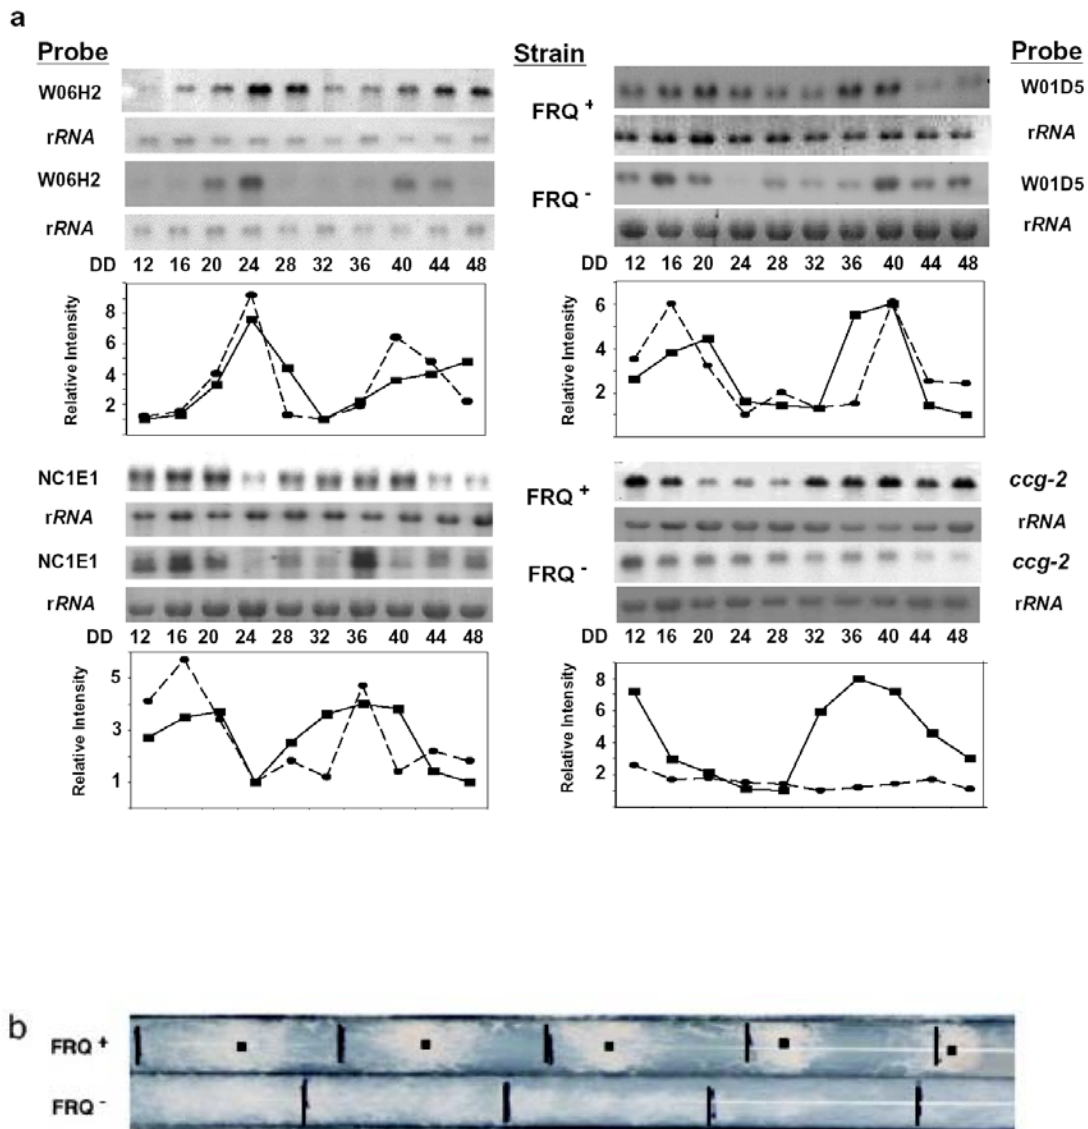 a
Probe Strain Probe
W06H2 FRQ + W01D5
rRNA rRNA
W06H2 FRQ - W01D5
rRNA rRNA
DD 12 16 20 24 28 32 36 40 44 48 12 16 20 24 28 32 36 40 44 48
Relative Intensity 8 6 4 2
Relative Intensity 6 4 2
NC1E1 FRQ + ccg-2
rRNA rRNA
NC1E1 FRQ - ccg-2
rRNA rRNA
DD 12 16 20 24 28 32 36 40 44 48 12 16 20 24 28 32 36 40 44 48
Relative Intensity 5 3 1
Relative Intensity 8 6 4 2
b
FRQ +
FRQ -